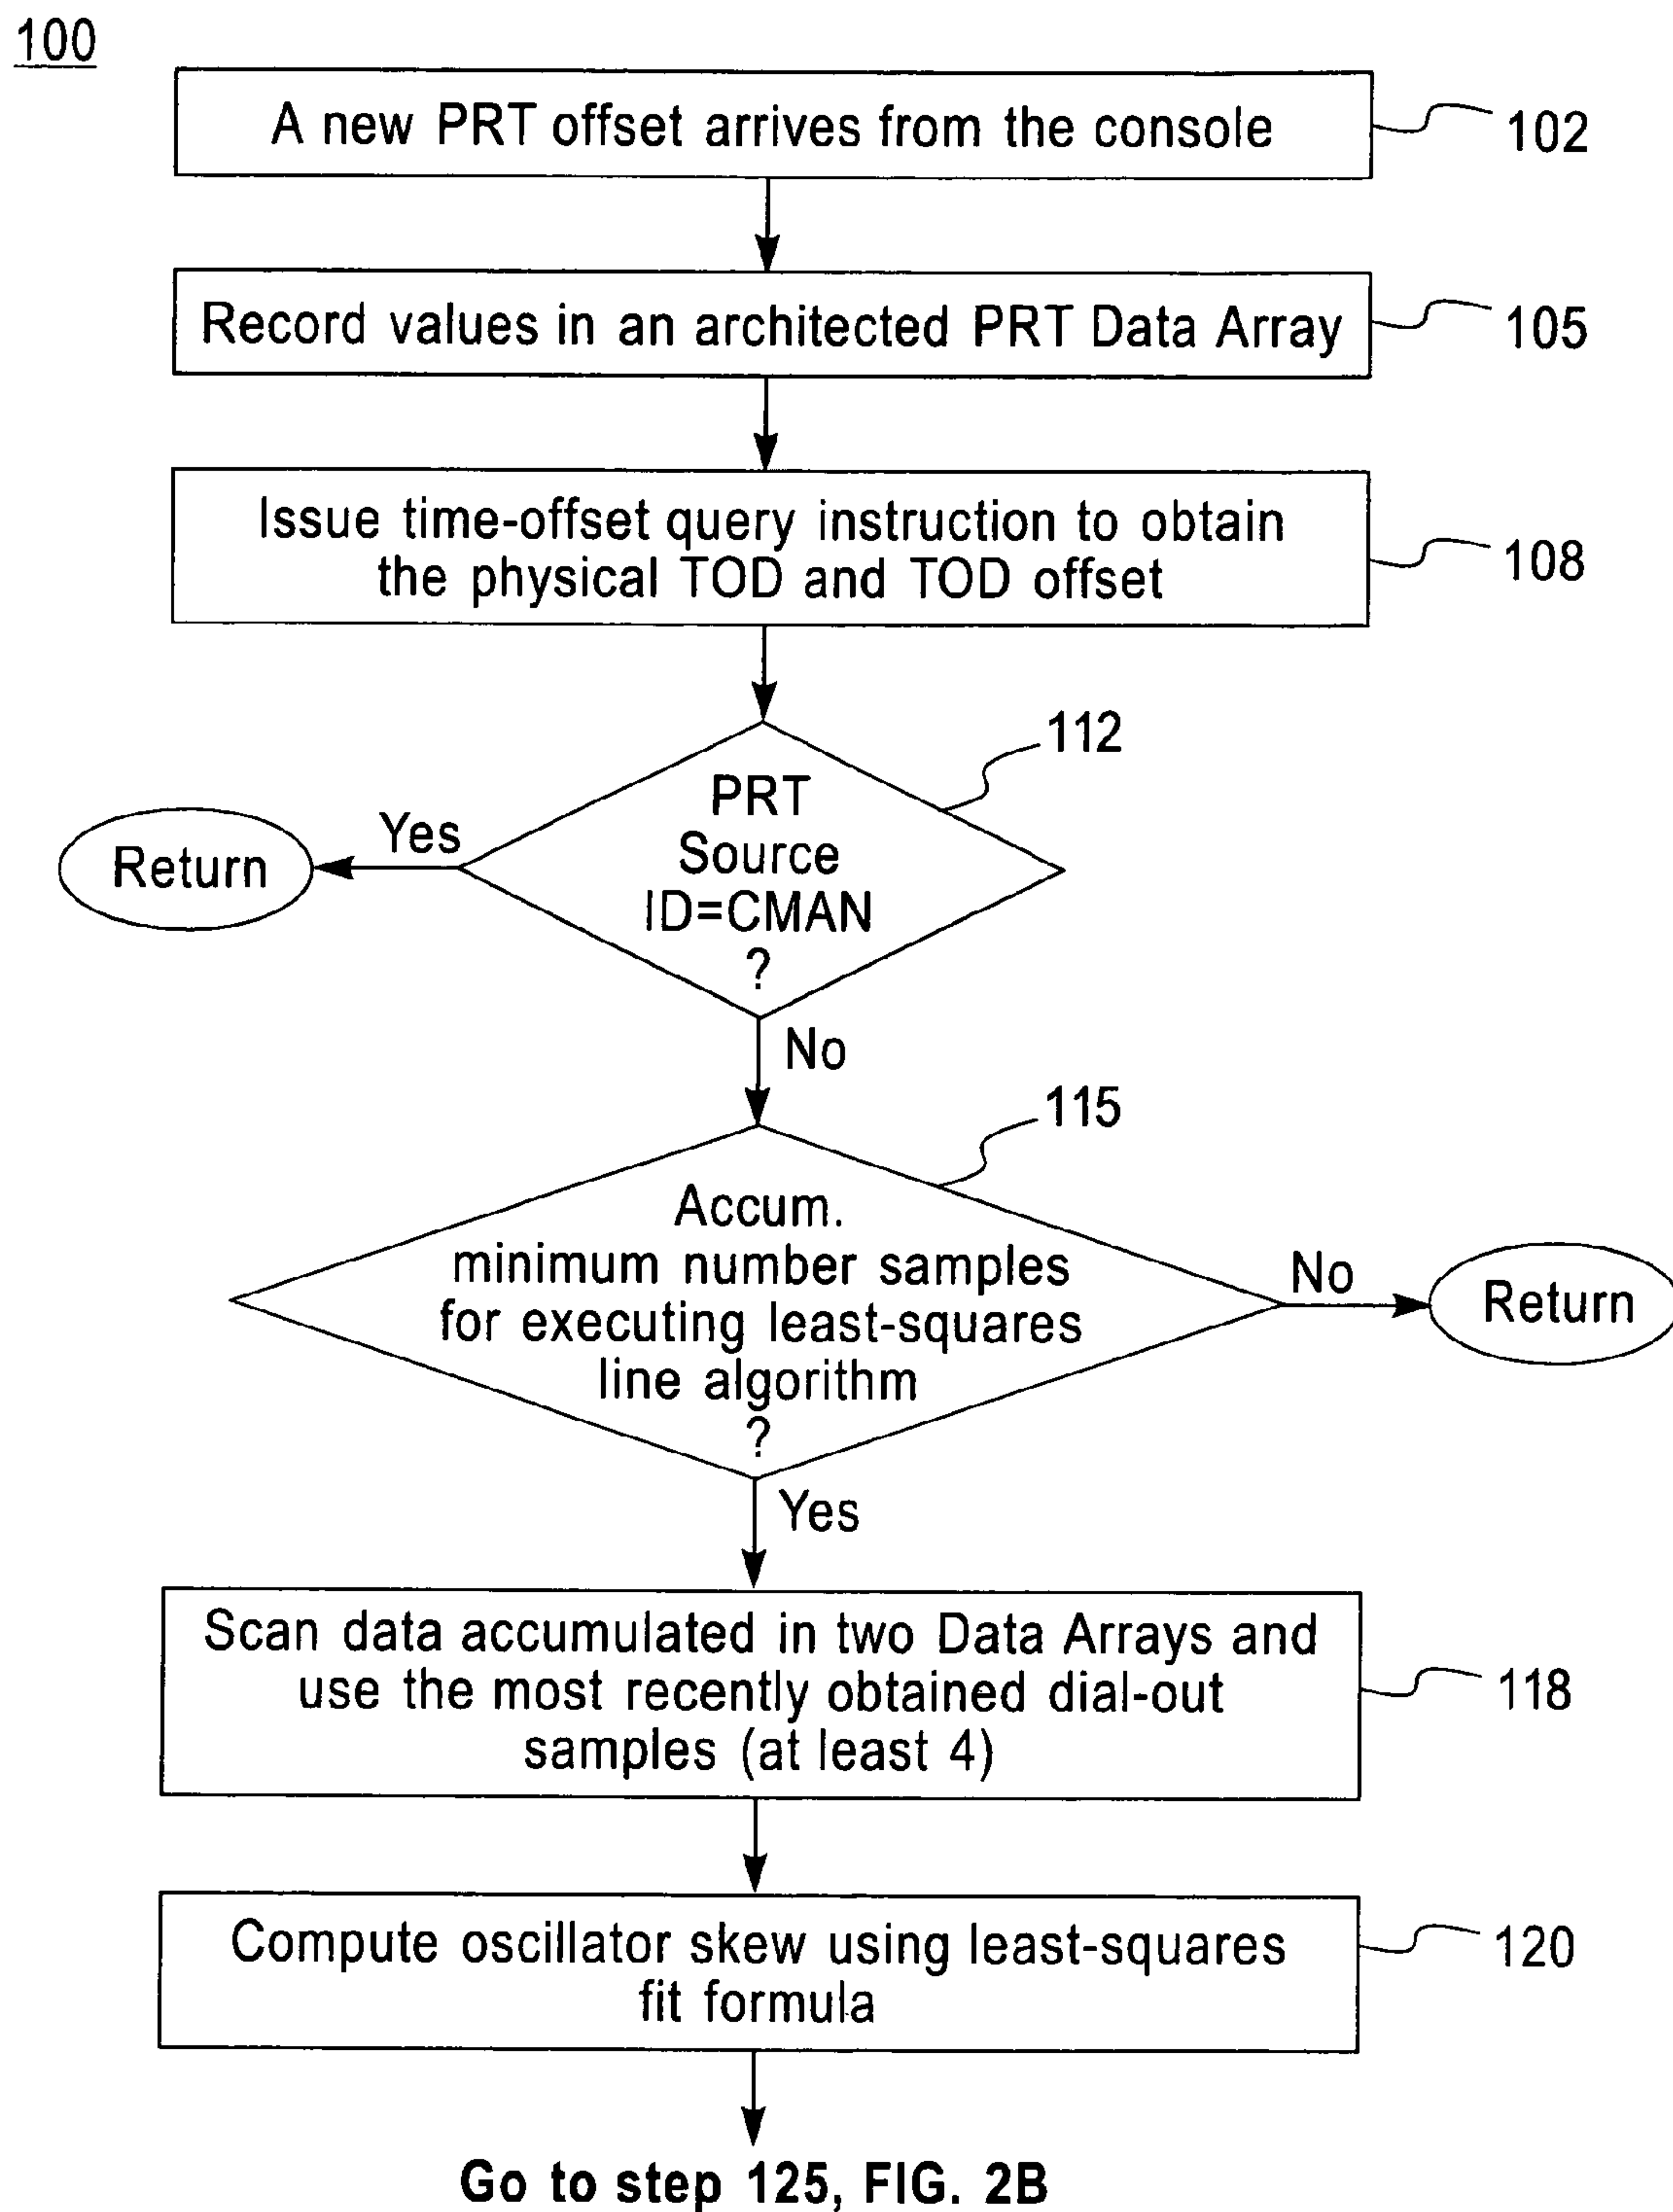 100
A new PRT offset arrives from the console
102
Record values in an architected PRT Data Array
105
Issue time-offset query instruction to obtain
the physical TOD and TOD offset
108
112
PRT
Source
ID=CMAN
?
Yes
Return
No
115
Accum.
minimum number samples
for executing least-squares
line algorithm
?
No
Return
Yes
Scan data accumulated in two Data Arrays and
use the most recently obtained dial-out
samples (at least 4)
118
Compute oscillator skew using least-squares
fit formula
120
Go to step 125, FIG. 2B